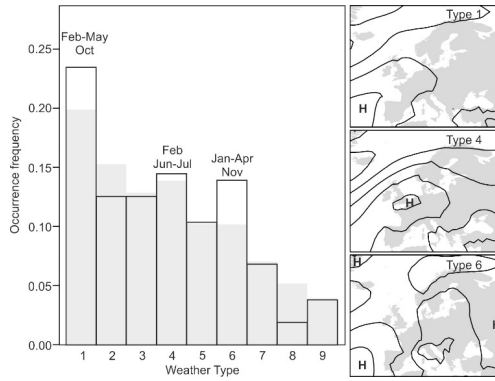 Feb-May
Oct
Feb
Jun-Jul
Jan-Apr
Nov
0.25
0.20
0.15
0.10
0.05
0.00
Occurrence frequency
1 2 3 4 5 6 7 8 9
Weather Type
Type 1
H
Type 4
H
H
Type 6
H
H